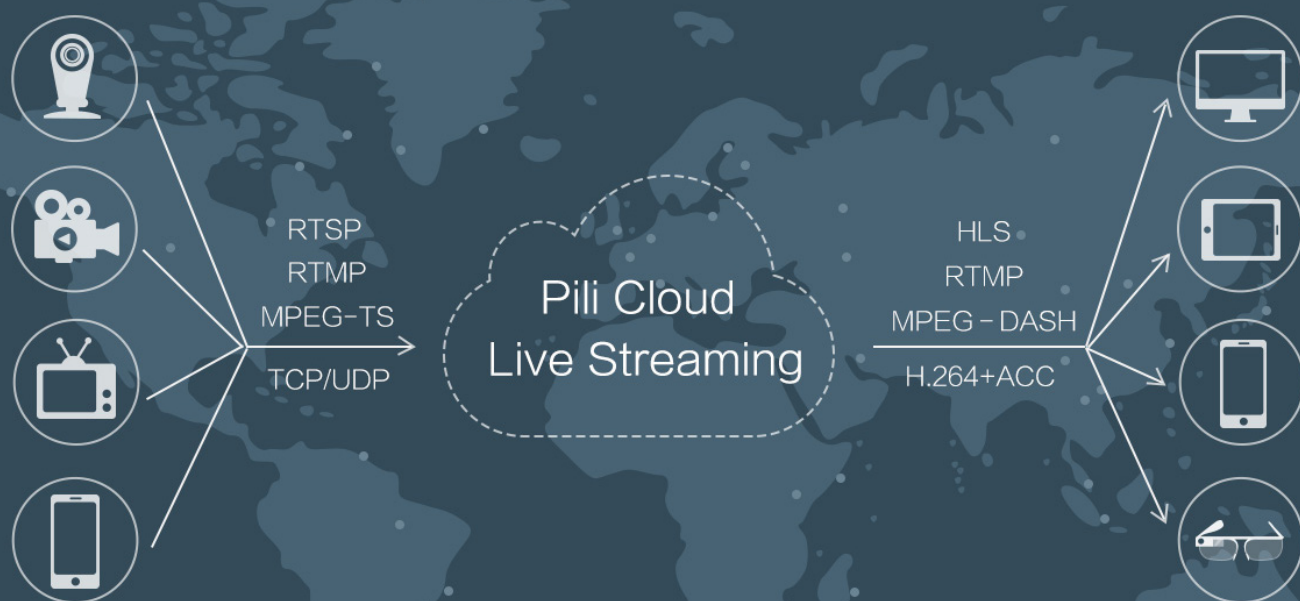 RTSP
RTMP
MPEG-TS
TCP/UDP
Pili Cloud
Live Streaming
HLS
RTMP
MPEG-DASH
H.264+ACC